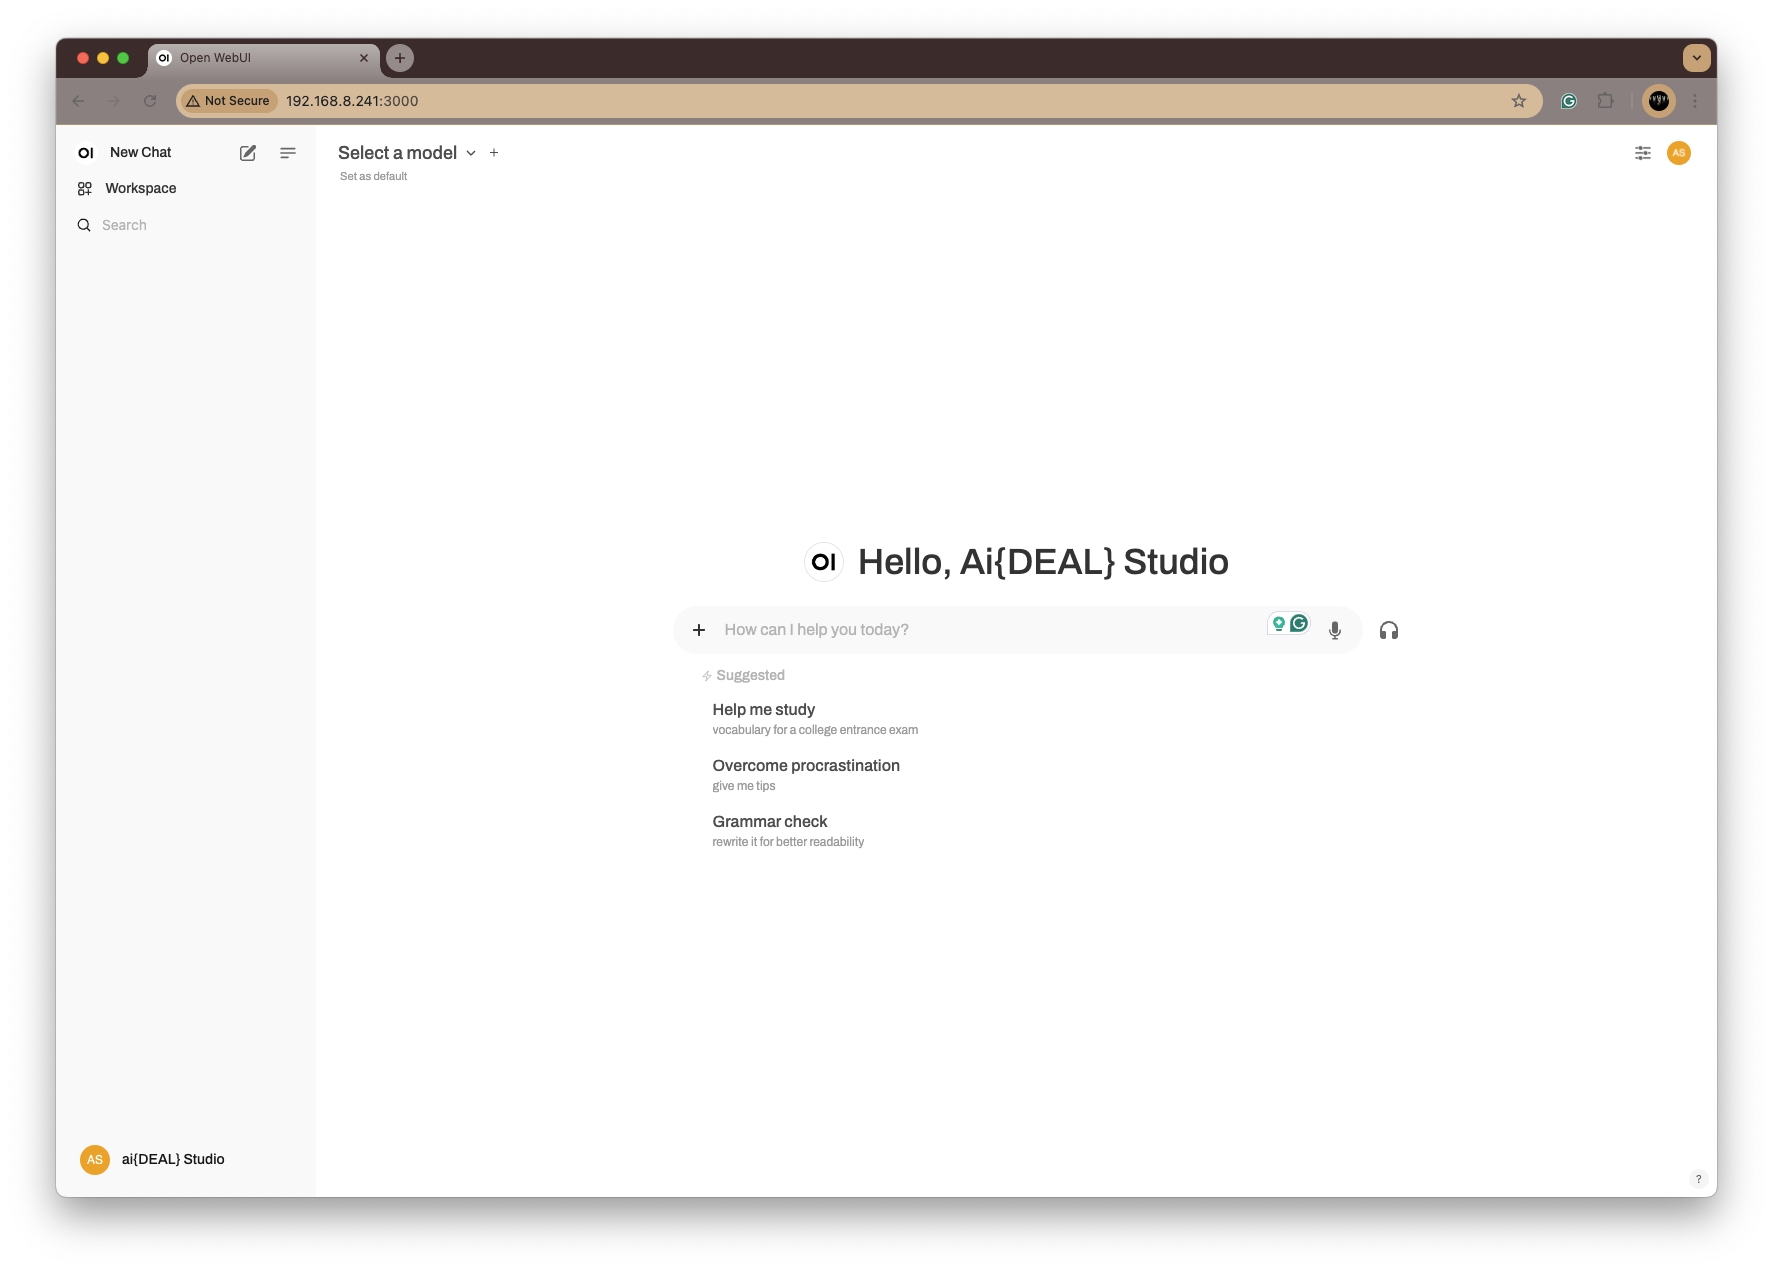 OI Open WebUI
Not Secure 192.168.8.241:3000
OI New Chat
Workspace
Search
Select a model
Set as default
AS
OI Hello, Ai{DEAL} Studio
How can I help you today?
Suggested
Help me study
vocabulary for a college entrance exam
Overcome procrastination
give me tips
Grammar check
rewrite it for better readability
AS ai{DEAL} Studio
?